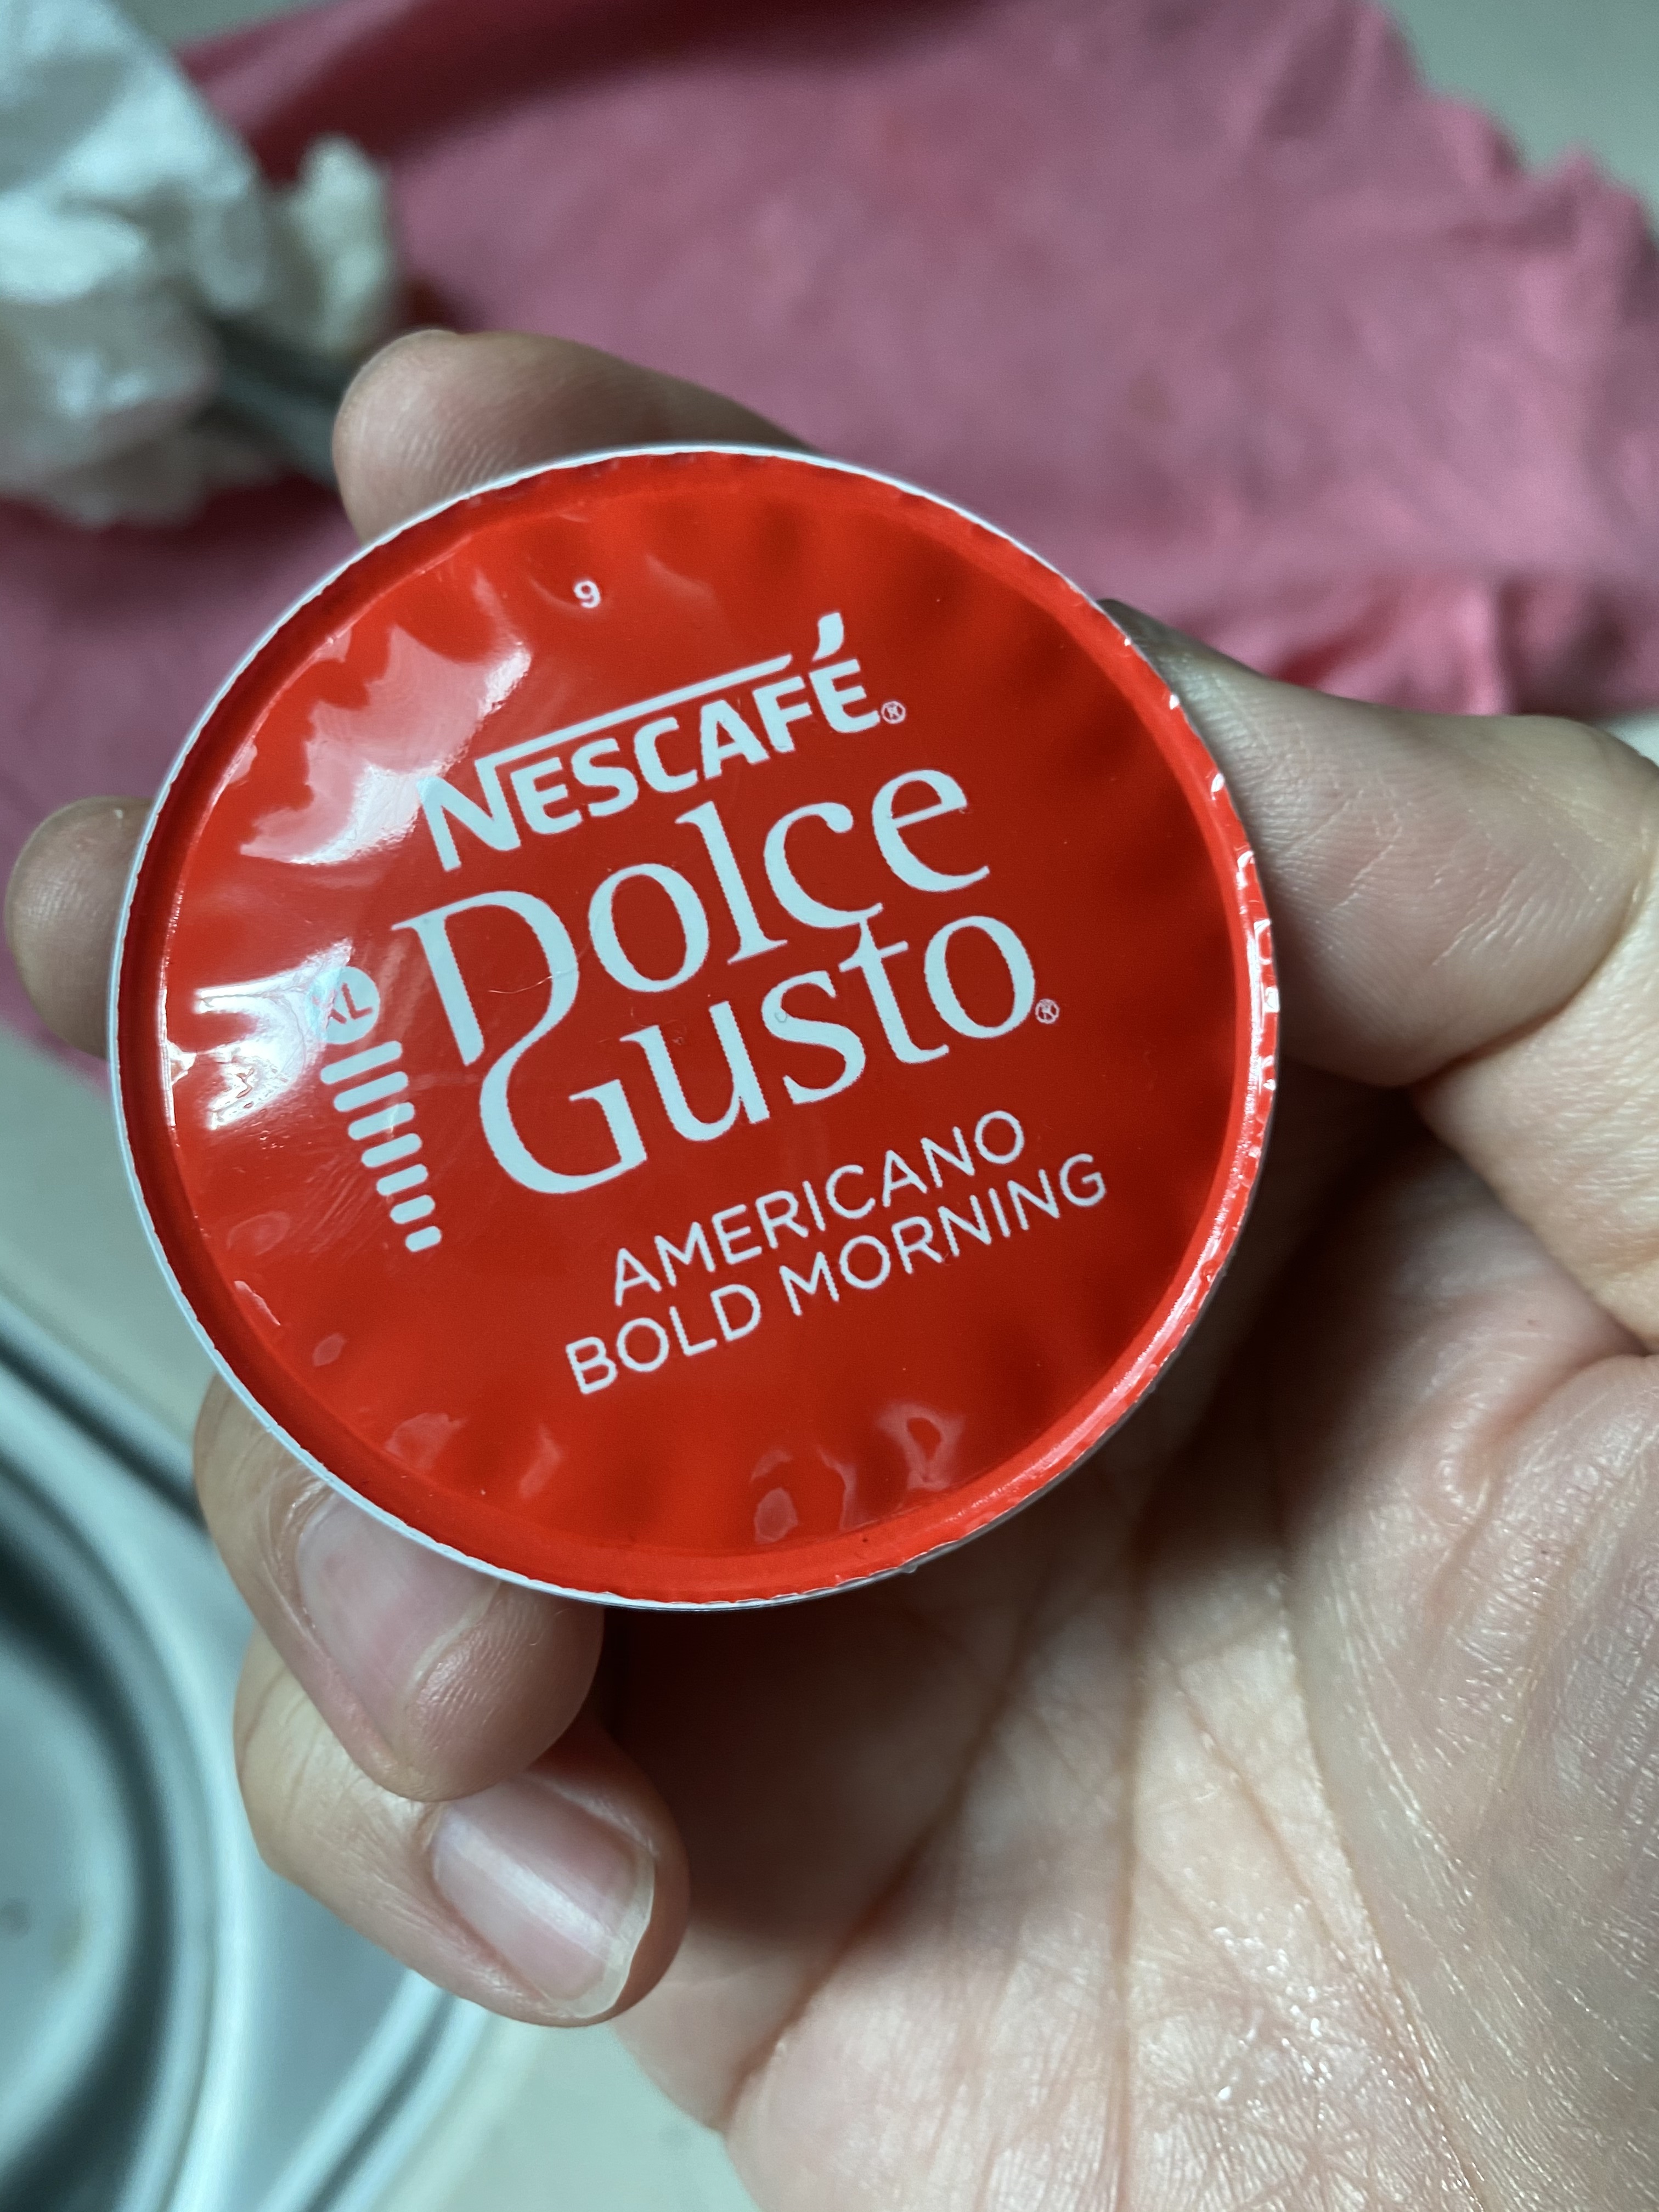 9
NESCAFÉ®
DOLCE
GUSTO®
XL
AMERICANO
BOLD MORNING